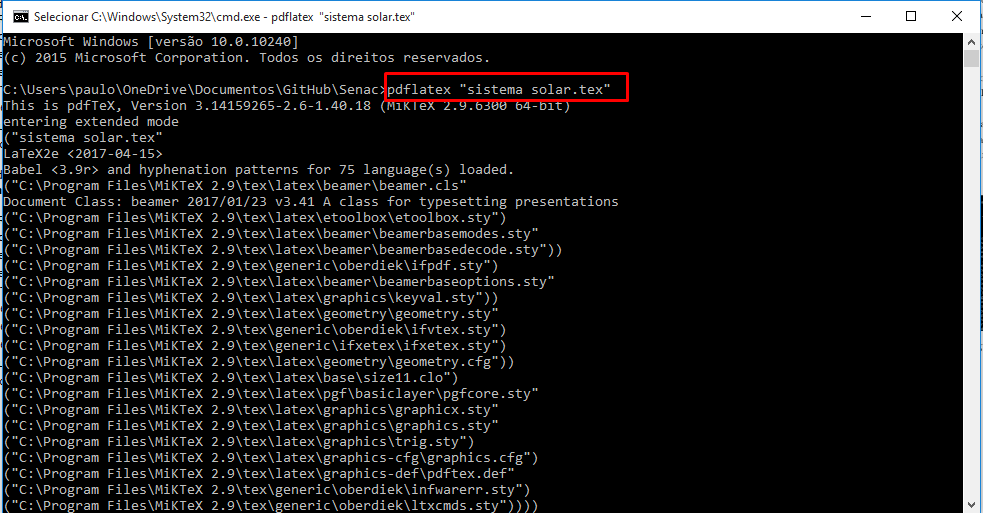 Selecionar C:\Windows\System32\cmd.exe - pdflatex "sistema solar.tex"
Microsoft Windows [versão 10.0.10240]
(c) 2015 Microsoft Corporation. Todos os direitos reservados.
C:\Users\paulo\OneDrive\Documentos\GitHub\Senac>pdflatex "sistema solar.tex"
This is pdfTeX, Version 3.14159265-2.6-1.40.18 (MiKTeX 2.9.6300 64-bit)
entering extended mode
("sistema solar.tex"
LaTeX2e <2017-04-15>
Babel <3.9r> and hyphenation patterns for 75 language(s) loaded.
("C:\Program Files\MiKTeX 2.9\tex\latex\beamer\beamer.cls"
Document Class: beamer 2017/01/23 v3.41 A class for typesetting presentations
("C:\Program Files\MiKTeX 2.9\tex\latex\etoolbox\etoolbox.sty")
("C:\Program Files\MiKTeX 2.9\tex\latex\beamer\beamerbasemodes.sty"
("C:\Program Files\MiKTeX 2.9\tex\latex\beamer\beamerbasedecode.sty"))
("C:\Program Files\MiKTeX 2.9\tex\generic\oberdiek\ifpdf.sty")
("C:\Program Files\MiKTeX 2.9\tex\latex\beamer\beamerbaseoptions.sty"
("C:\Program Files\MiKTeX 2.9\tex\latex\graphics\keyval.sty"))
("C:\Program Files\MiKTeX 2.9\tex\latex\geometry\geometry.sty"
("C:\Program Files\MiKTeX 2.9\tex\generic\oberdiek\ifvtex.sty")
("C:\Program Files\MiKTeX 2.9\tex\generic\ifxetex\ifxetex.sty")
("C:\Program Files\MiKTeX 2.9\tex\latex\geometry\geometry.cfg"))
("C:\Program Files\MiKTeX 2.9\tex\latex\base\size11.clo")
("C:\Program Files\MiKTeX 2.9\tex\latex\pgf\basiclayer\pgfcore.sty"
("C:\Program Files\MiKTeX 2.9\tex\latex\graphics\graphicx.sty"
("C:\Program Files\MiKTeX 2.9\tex\latex\graphics\graphics.sty"
("C:\Program Files\MiKTeX 2.9\tex\latex\graphics\trig.sty")
("C:\Program Files\MiKTeX 2.9\tex\latex\graphics-cfg\graphics.cfg")
("C:\Program Files\MiKTeX 2.9\tex\latex\graphics-def\pdftex.def"
("C:\Program Files\MiKTeX 2.9\tex\generic\oberdiek\infwarerr.sty")
("C:\Program Files\MiKTeX 2.9\tex\generic\oberdiek\ltxcmds.sty"))))